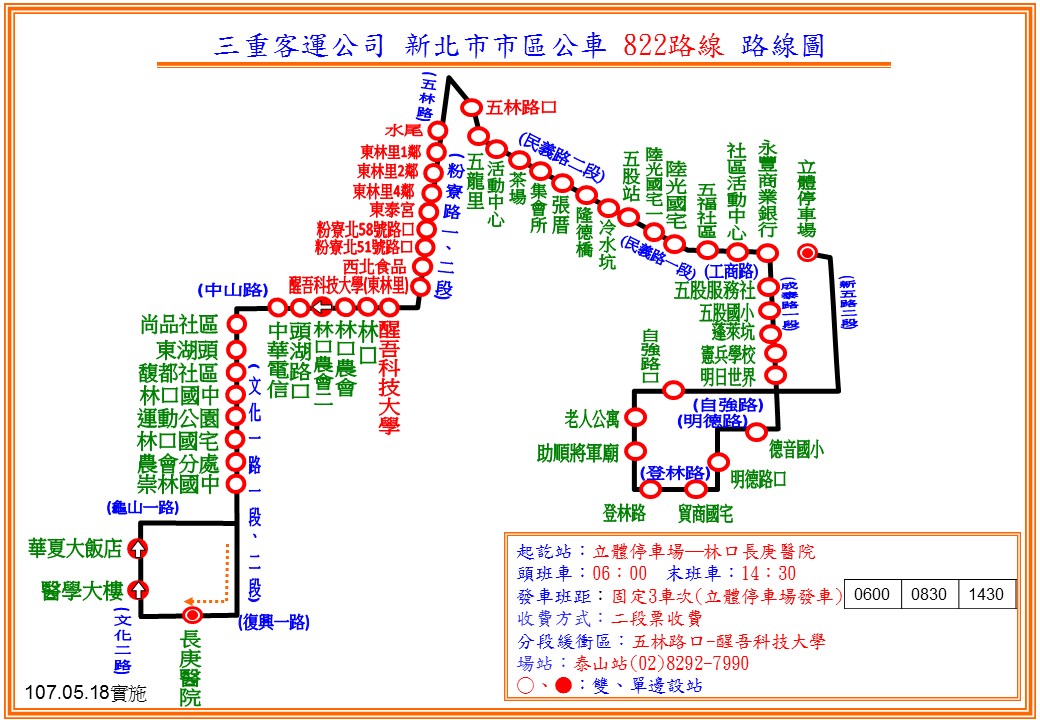 三重客運公司 新北市市區公車 822路線 路線圖
(五林路)
五林路口
水尾
東林里1鄰
東林里2鄰
東林里4鄰
東泰宮
粉寮北58號路口
粉寮北51號路口
西北食品
醒吾科技大學(東林里)
(粉寮路一、二段)
五龍里
活動中心
茶場
集會所
張厝
隆德橋
冷水坑
(民義路二段)
五股站
陸光國宅一
陸光國宅
五福社區
社區活動中心
永豐商業銀行
立體停車場
(民義路一段)
(工商路)
五股服務社
五股國小
蓬萊坑
憲兵學校
明日世界
(成泰路一段)
(新五路二段)
自強路口
(自強路)
(明德路)
老人公寓
助順將軍廟
德音國小
明德路口
(登林路)
登林路
貿商國宅
(中山路)
中華電信
頭湖路口
林口農會二
林口農會
林口
醒吾科技大學
尚品社區
東湖頭
馥都社區
林口國中
運動公園
林口國宅
農會分處
崇林國中
(文化一路一段、二段)
(龜山一路)
華夏大飯店
醫學大樓
(文化二路)
(復興一路)
長庚醫院
107.05.18實施
起訖站：立體停車場—林口長庚醫院
頭班車：06：00 末班車：14：30
發車班距：固定3車次(立體停車場發車) 0600 0830 1430
收費方式：二段票收費
分段緩衝區：五林路口-醒吾科技大學
場站：泰山站(02)8292-7990
○、●：雙、單邊設站